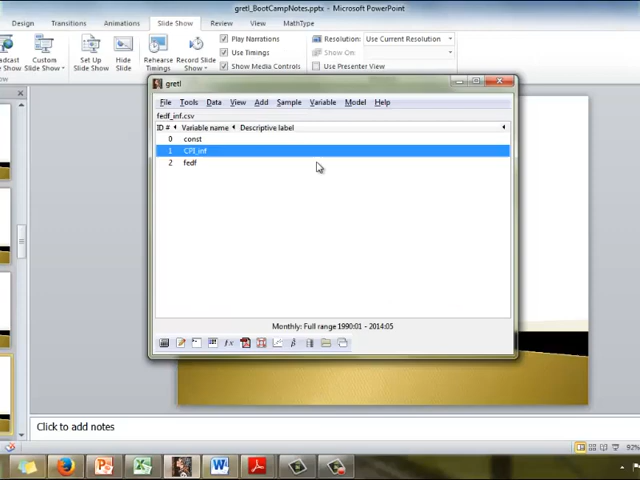 gretl_BootCampNotes.pptx - Microsoft PowerPoint
Design Transitions Animations Slide Show Review View MathType
Broadcast Slide Show
Custom Slide Show
Set Up Slide Show
Hide Slide
Rehearse Timings
Record Slide Show
Play Narrations
Use Timings
Show Media Controls
Resolution: Use Current Resolution
Show On:
Use Presenter View
gretl
File Tools Data View Add Sample Variable Model Help
fedf_inf.csv
ID # Variable name Descriptive label
0 const
1 CPI_inf
2 fedf
Monthly: Full range 1990:01 - 2014:05
Click to add notes
92%